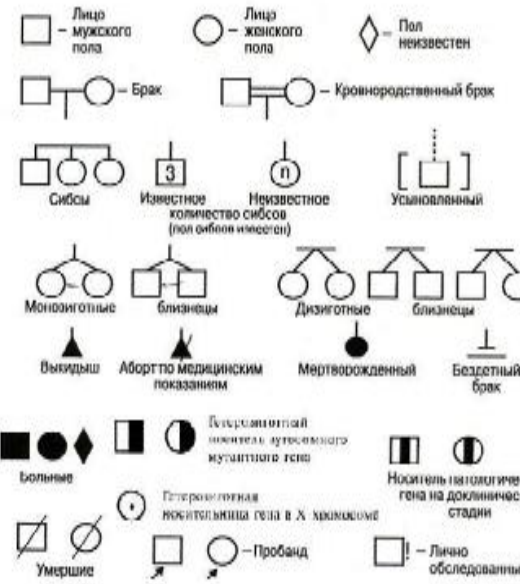 Лицо
мужского
пола
Лицо
женского
пола
Пол
неизвестен
Брак
Кровнородственный брак
Сибсы
3
n
Известное
Неизвестное
количество сибсов
(пол сибсов известен)
Усыновленный
Монозиготные
близнецы
Дизиготные
близнецы
Выкидыш
Аборт по медицинским
показаниям
Мертворожденный
Бездетный
брак
Больные
Гетерозиготный
носитель аутосомного
мутантного гена
Носитель патологиче
гена на доклиничес
стадии
Гетерозиготная
носительница гена в X хромосоме
Умершие
Пробанд
!
Лично
обследованны